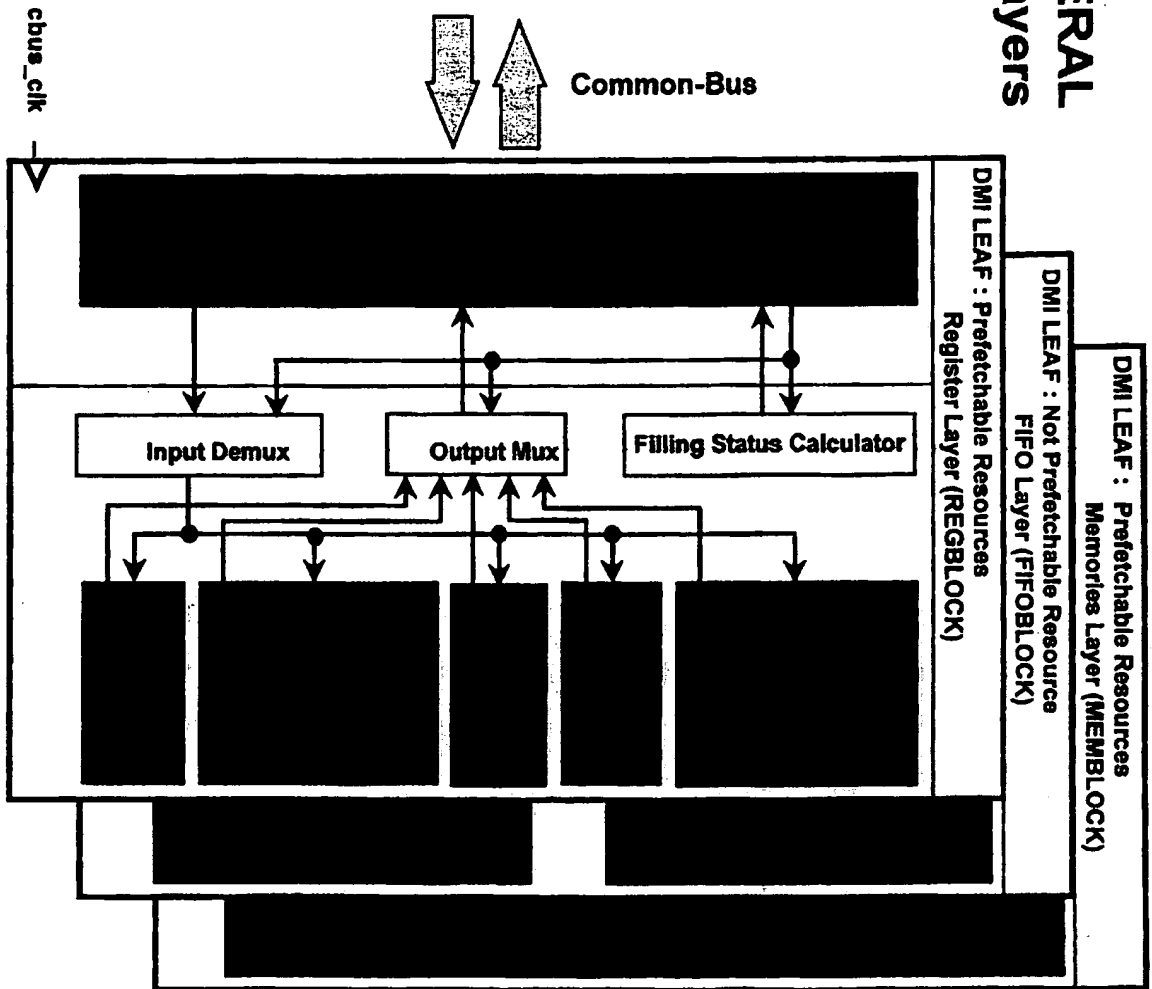 ERAL
ayers
Common-Bus
cbus_clk
DMI LEAF : Prefetchable Resources
Memories Layer (MEMBLOCK)
DMI LEAF : Not Prefetchable Resource
FIFO Layer (FIFOBLOCK)
DMI LEAF : Prefetchable Resources
Register Layer (REGBLOCK)
Input Demux
Output Mux
Filling Status Calculator